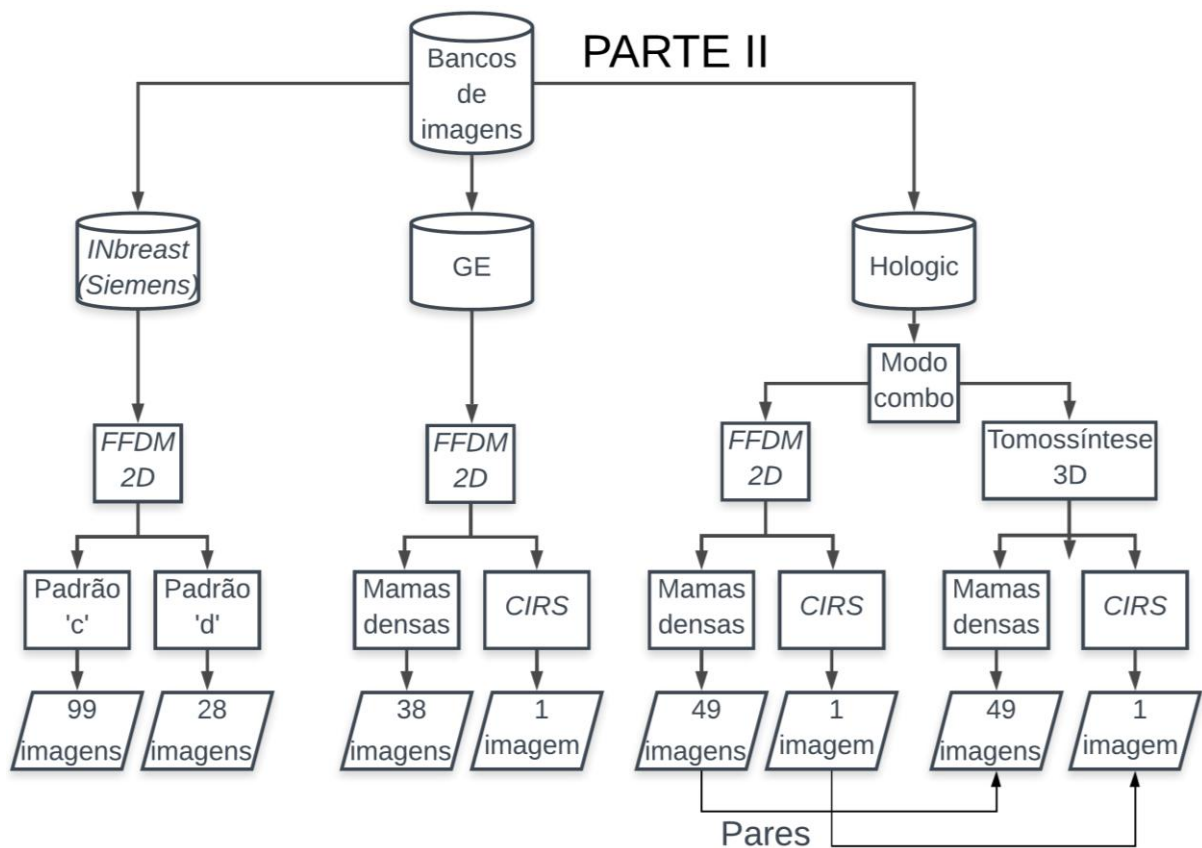 PARTE II
Bancos
de
imagens
INbreast
(Siemens)
GE
Hologic
Modo
combo
FFDM
2D
FFDM
2D
FFDM
2D
Tomossíntese
3D
Padrão
'c'
Padrão
'd'
Mamas
densas
CIRS
Mamas
densas
CIRS
Mamas
densas
CIRS
99
imagens
28
imagens
38
imagens
1
imagem
49
imagens
1
imagem
49
imagens
1
imagem
Pares